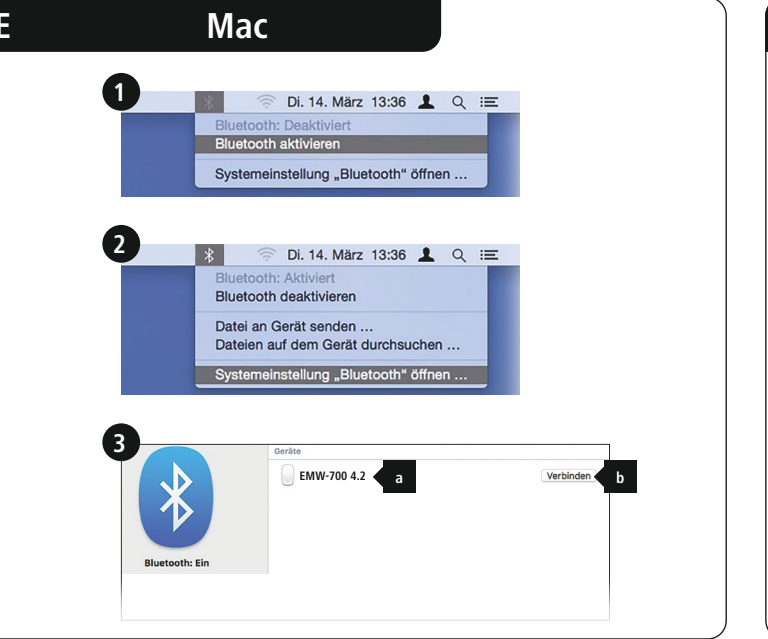 E
Mac
1
Di. 14. März 13:36
Bluetooth: Deaktiviert
Bluetooth aktivieren
Systemeinstellung „Bluetooth“ öffnen ...
2
Di. 14. März 13:36
Bluetooth: Aktiviert
Bluetooth deaktivieren
Datei an Gerät senden ...
Dateien auf dem Gerät durchsuchen ...
Systemeinstellung „Bluetooth“ öffnen ...
3
Geräte
EMW-700 4.2 a Verbinden b
Bluetooth: Ein